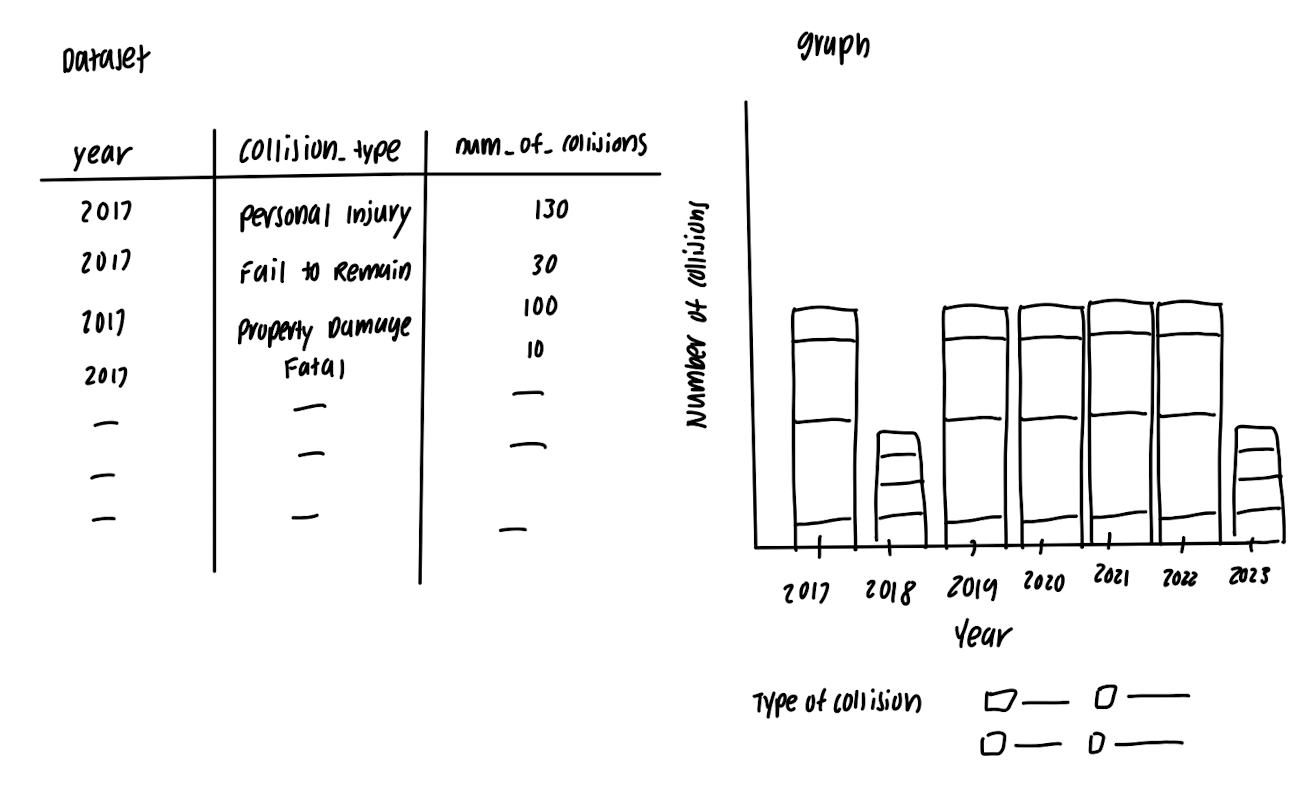 Dataset
year collision_type num_of_collisions
2017 Personal Injury 130
2017 Fail to Remain 30
2017 Property Damage 100
2017 Fatal 10
graph
Number of collisions
2017 2018 2019 2020 2021 2022 2023
Year
Type of collision